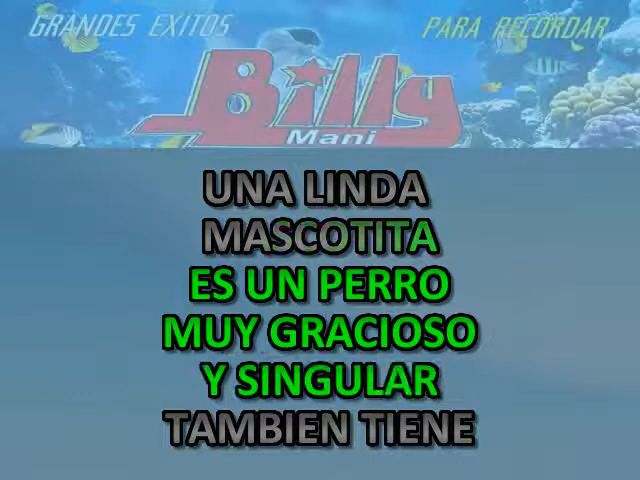 GRANDES EXITOS
PARA RECORDAR
Billy
Mani
UNA LINDA
MASCOTITA
ES UN PERRO
MUY GRACIOSO
Y SINGULAR
TAMBIEN TIENE